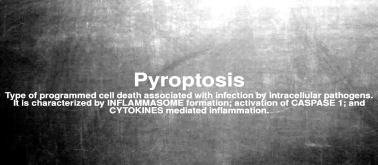 Pyroptosis
Type of programmed cell death associated with infection by intracellular pathogens.
It is characterized by INFLAMMASOME formation; activation of CASPASE 1; and
CYTOKINES mediated inflammation.